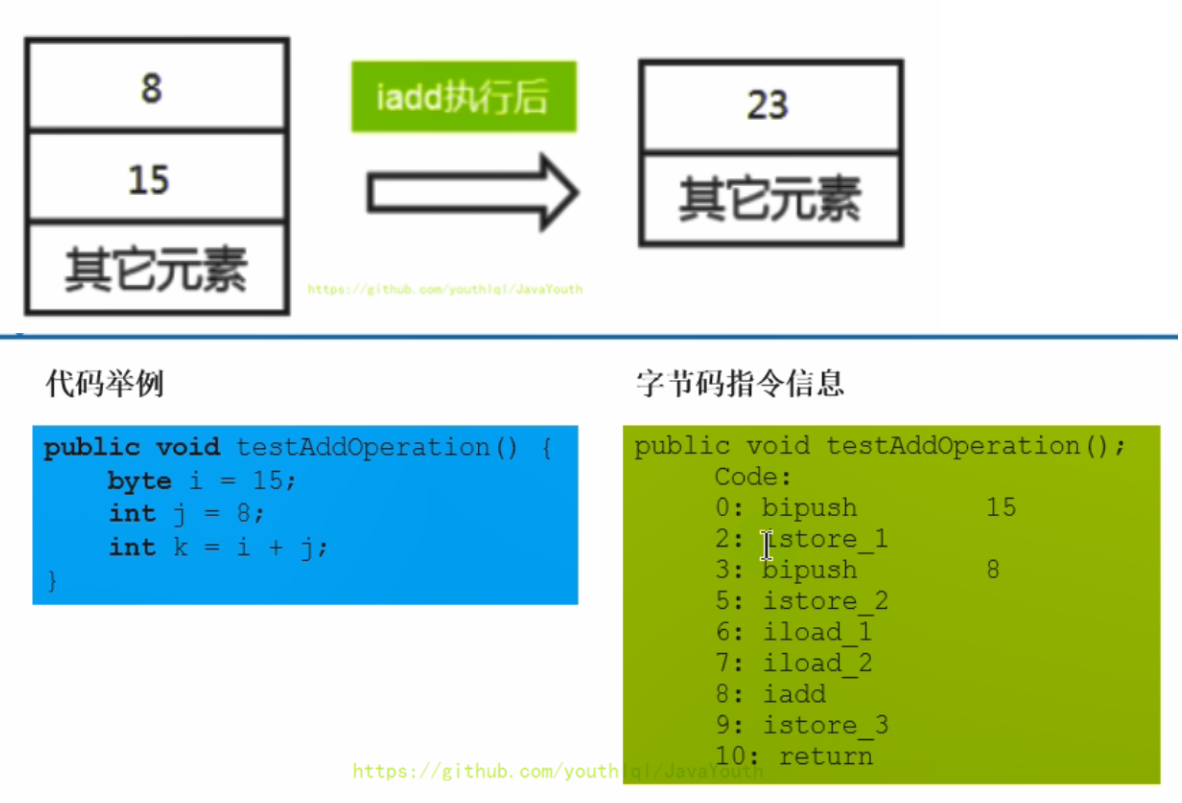 8
15
其它元素
iadd执行后
23
其它元素
https://github.com/youthlql/JavaYouth
代码举例
public void testAddOperation() {
    byte i = 15;
    int j = 8;
    int k = i + j;
}
字节码指令信息
public void testAddOperation();
    Code:
    0: bipush        15
    2: istore_1
    3: bipush        8
    5: istore_2
    6: iload_1
    7: iload_2
    8: iadd
    9: istore_3
    10: return
https://github.com/youthlql/JavaYouth